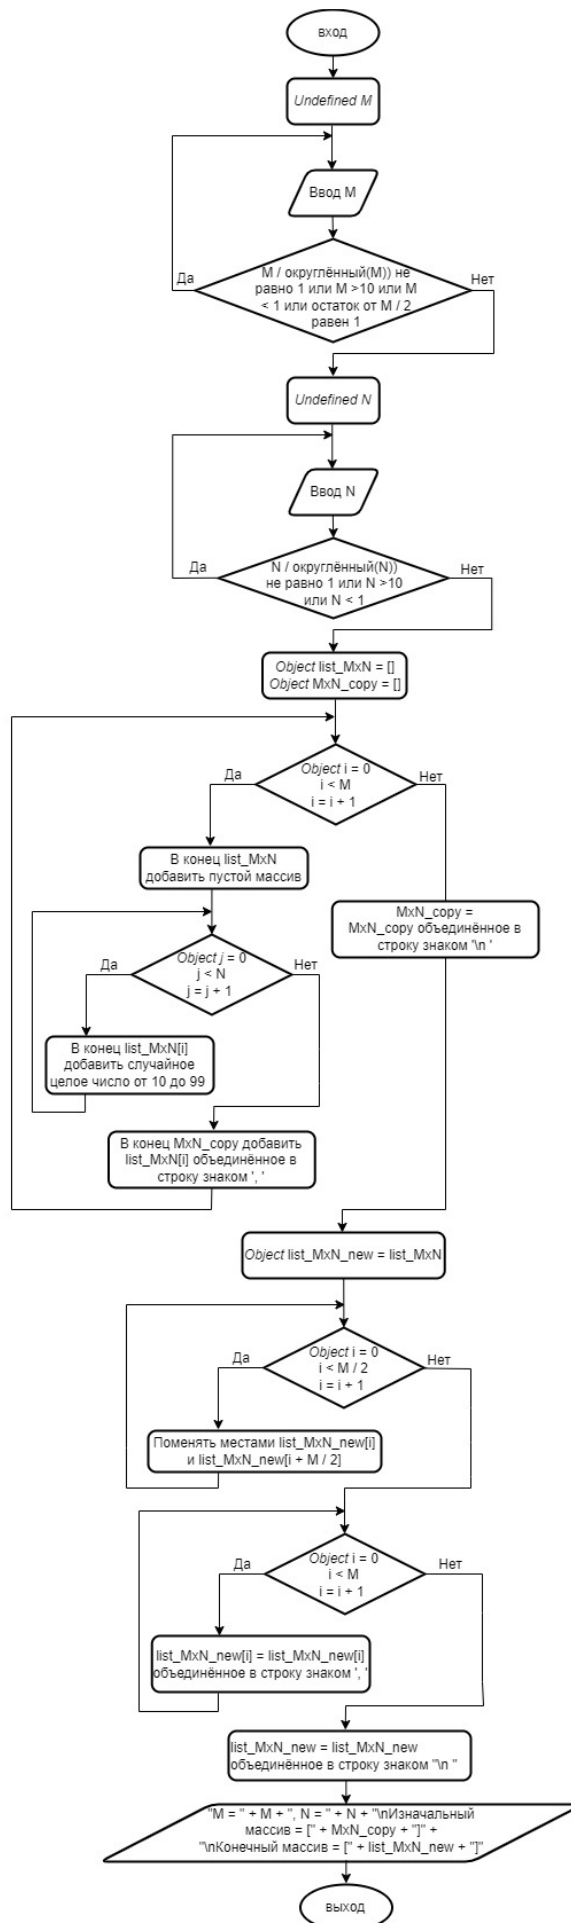 вход
Undefined M
Ввод M
M / округлённый(M)) не
равно 1 или M >10 или M
< 1 или остаток от M / 2
равен 1
Да
Нет
Undefined N
Ввод N
N / округлённый(N))
не равно 1 или N >10
или N < 1
Да
Нет
Object list_MxN = []
Object MxN_copy = []
Object i = 0
i < M
i = i + 1
Да
Нет
В конец list_MxN
добавить пустой массив
MxN_copy =
MxN_copy объединённое в
строку знаком '\n '
Object j = 0
j < N
j = j + 1
Да
Нет
В конец list_MxN[i]
добавить случайное
целое число от 10 до 99
В конец MxN_copy добавить
list_MxN[i] объединённое в
строку знаком ', '
Object list_MxN_new = list_MxN
Object i = 0
i < M / 2
i = i + 1
Да
Нет
Поменять местами list_MxN_new[i]
и list_MxN_new[i + M / 2]
Object i = 0
i < M
i = i + 1
Да
Нет
list_MxN_new[i] = list_MxN_new[i]
объединённое в строку знаком ', '
list_MxN_new = list_MxN_new
объединённое в строку знаком "\n "
"M = " + M + ", N = " + N + "\nИзначальный
массив = [" + MxN_copy + "]" +
"\nКонечный массив = [" + list_MxN_new + "]"
выход